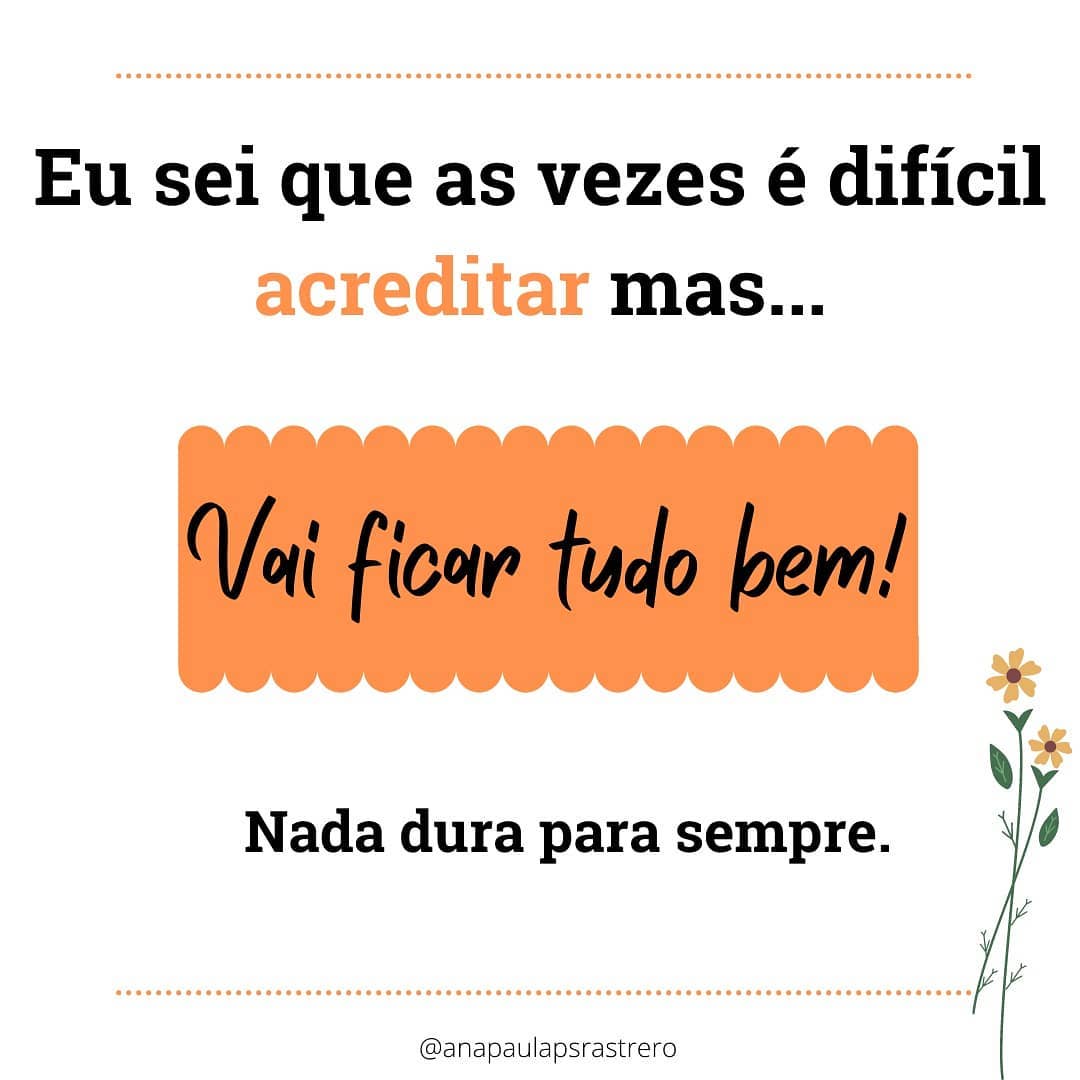 Eu sei que as vezes é difícil
acreditar mas...
Vai ficar tudo bem!
Nada dura para sempre.
@anapaulapsrastrero